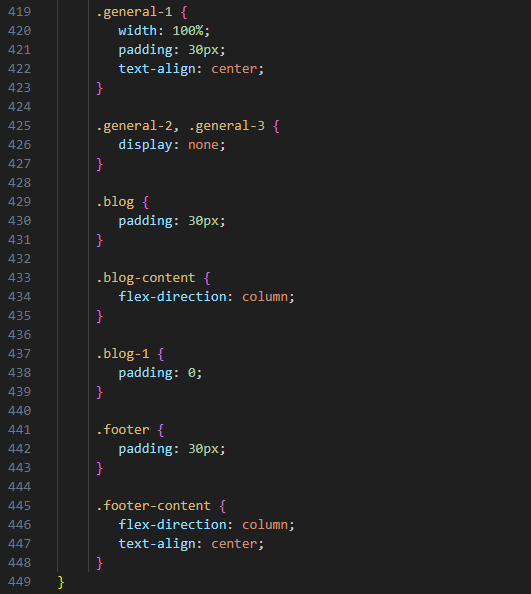 419 .general-1 {
420 width: 100%;
421 padding: 30px;
422 text-align: center;
423 }
424
425 .general-2, .general-3 {
426 display: none;
427 }
428
429 .blog {
430 padding: 30px;
431 }
432
433 .blog-content {
434 flex-direction: column;
435 }
436
437 .blog-1 {
438 padding: 0;
439 }
440
441 .footer {
442 padding: 30px;
443 }
444
445 .footer-content {
446 flex-direction: column;
447 text-align: center;
448 }
449 }